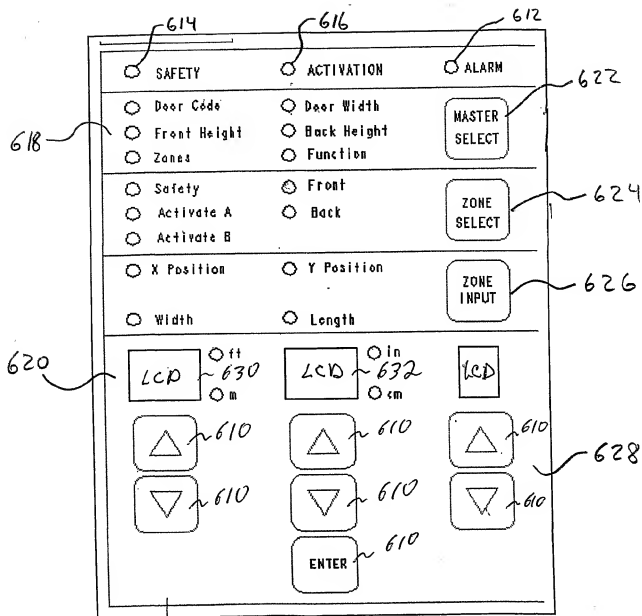 614 616 612
SAFETY ACTIVATION ALARM
622
Door Code Door Width
MASTER SELECT
618
Front Height Back Height
Zones Function
Safety Front
624
Activate A Back
ZONE SELECT
Activate B
X Position Y Position
ZONE INPUT
626
Width Length
620
ft in
LCD 630 LCD 632 LCD
m cm
610 610 610
628
610 610 610
ENTER 610